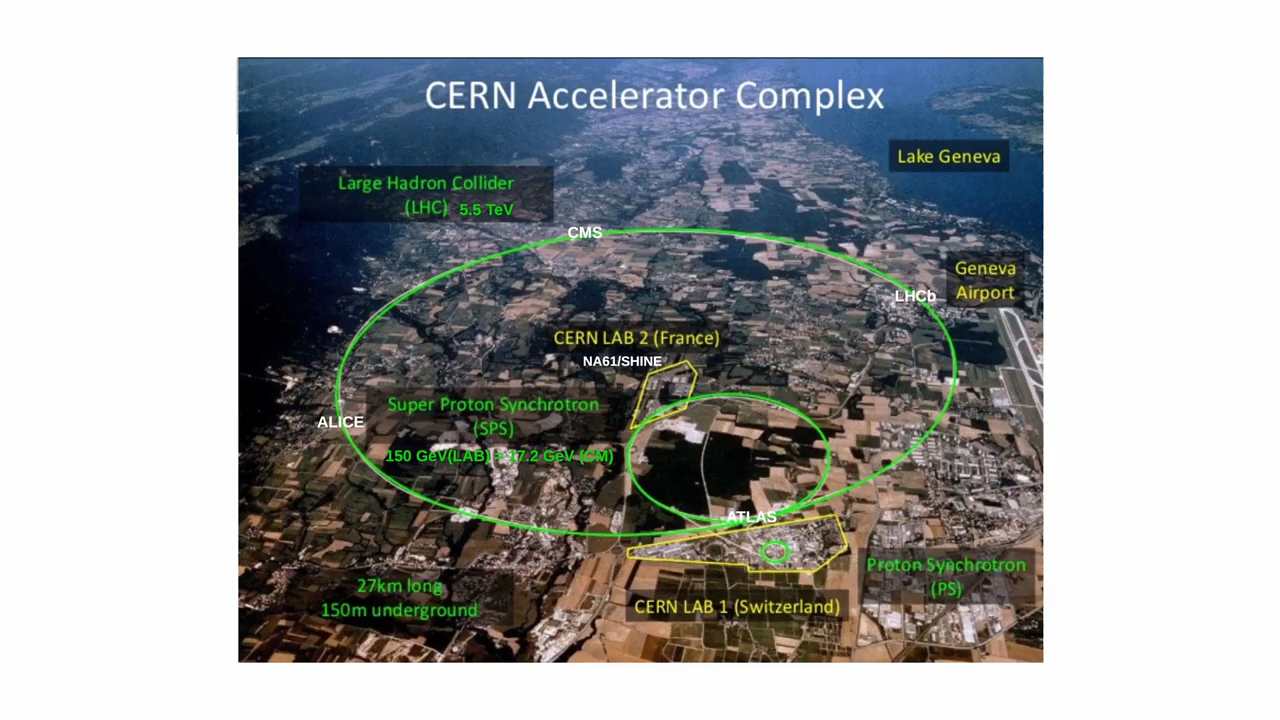 CERN Accelerator Complex
Lake Geneva
Large Hadron Collider
(LHC) 5.5 TeV
CMS
Geneva
Airport
LHCb
CERN LAB 2 (France)
NA61/SHINE
Super Proton Synchrotron
(SPS)
ALICE
150 GeV(LAB) = 17.2 GeV (CM)
ATLAS
Proton Synchrotron
(PS)
27km long
150m underground
CERN LAB 1 (Switzerland)